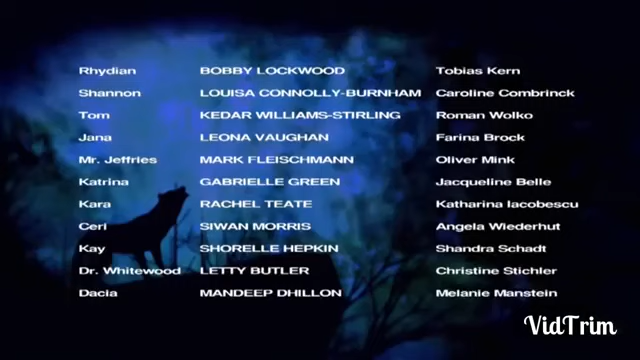 Rhydian BOBBY LOCKWOOD Tobias Kern
Shannon LOUISA CONNOLLY-BURNHAM Caroline Combrinck
Tom KEDAR WILLIAMS-STIRLING Roman Wolko
Jana LEONA VAUGHAN Farina Brock
Mr. Jeffries MARK FLEISCHMANN Oliver Mink
Katrina GABRIELLE GREEN Jacqueline Belle
Kara RACHEL TEATE Katharina Iacobescu
Ceri SIWAN MORRIS Angela Wiederhut
Kay SHORELLE HEPKIN Shandra Schadt
Dr. Whitewood LETTY BUTLER Christine Stichler
Dacia MANDEEP DHILLON Melanie Manstein
VidTrim